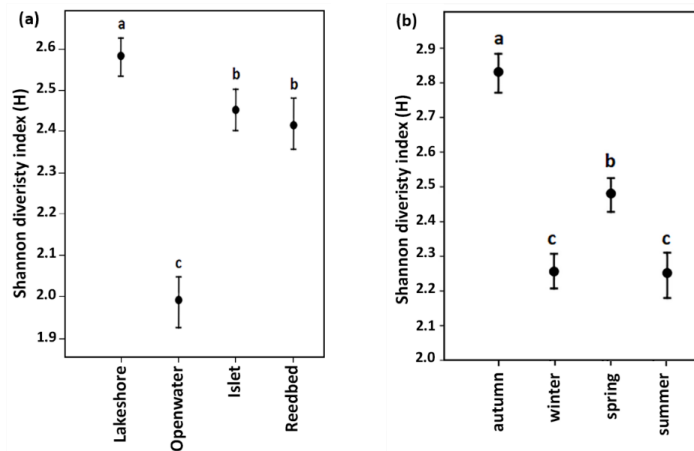 (a)
Shannon diveristy index (H)
2.6
2.5
2.4
2.3
2.2
2.1
2.0
1.9
a
b
b
c
Lakeshore
Openwater
Islet
Reedbed
(b)
Shannon diveristy index (H)
2.9
2.8
2.7
2.6
2.5
2.4
2.3
2.2
2.1
2.0
a
b
c
c
autumn
winter
spring
summer